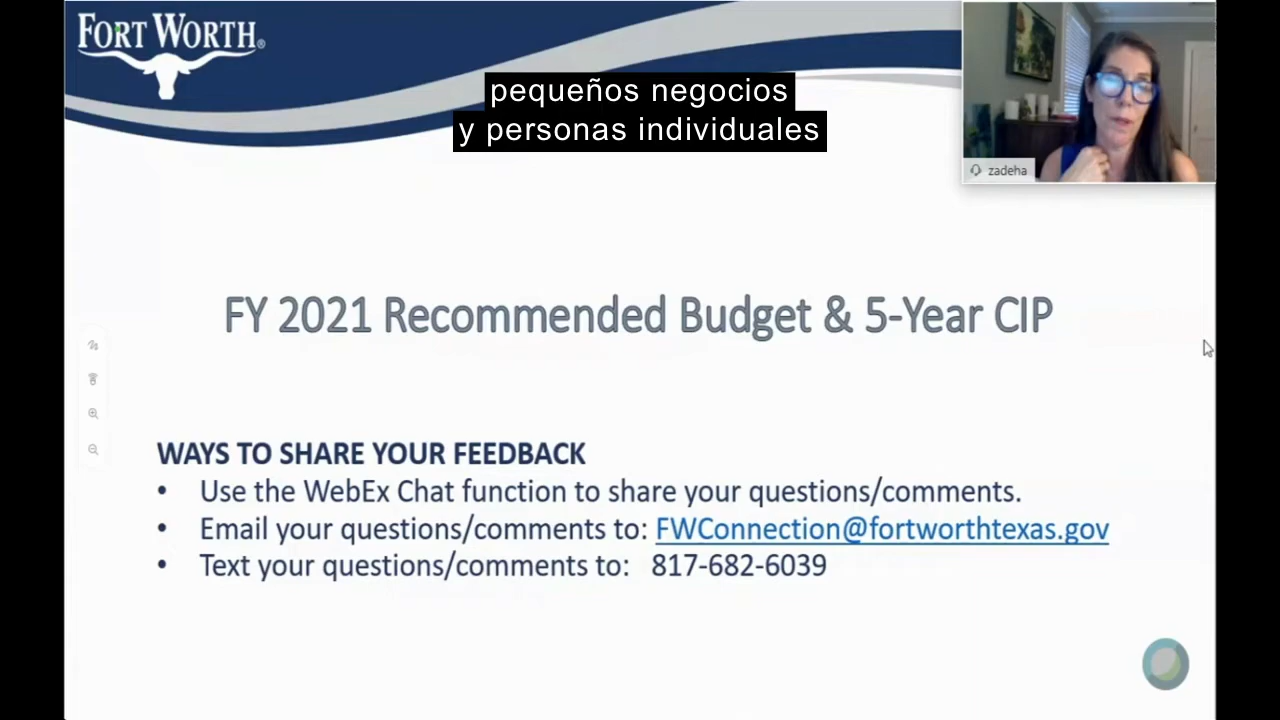 FORT WORTH®
pequeños negocios
y personas individuales
zadeha
FY 2021 Recommended Budget & 5-Year CIP
WAYS TO SHARE YOUR FEEDBACK
• Use the WebEx Chat function to share your questions/comments.
• Email your questions/comments to: FWConnection@fortworthtexas.gov
• Text your questions/comments to: 817-682-6039